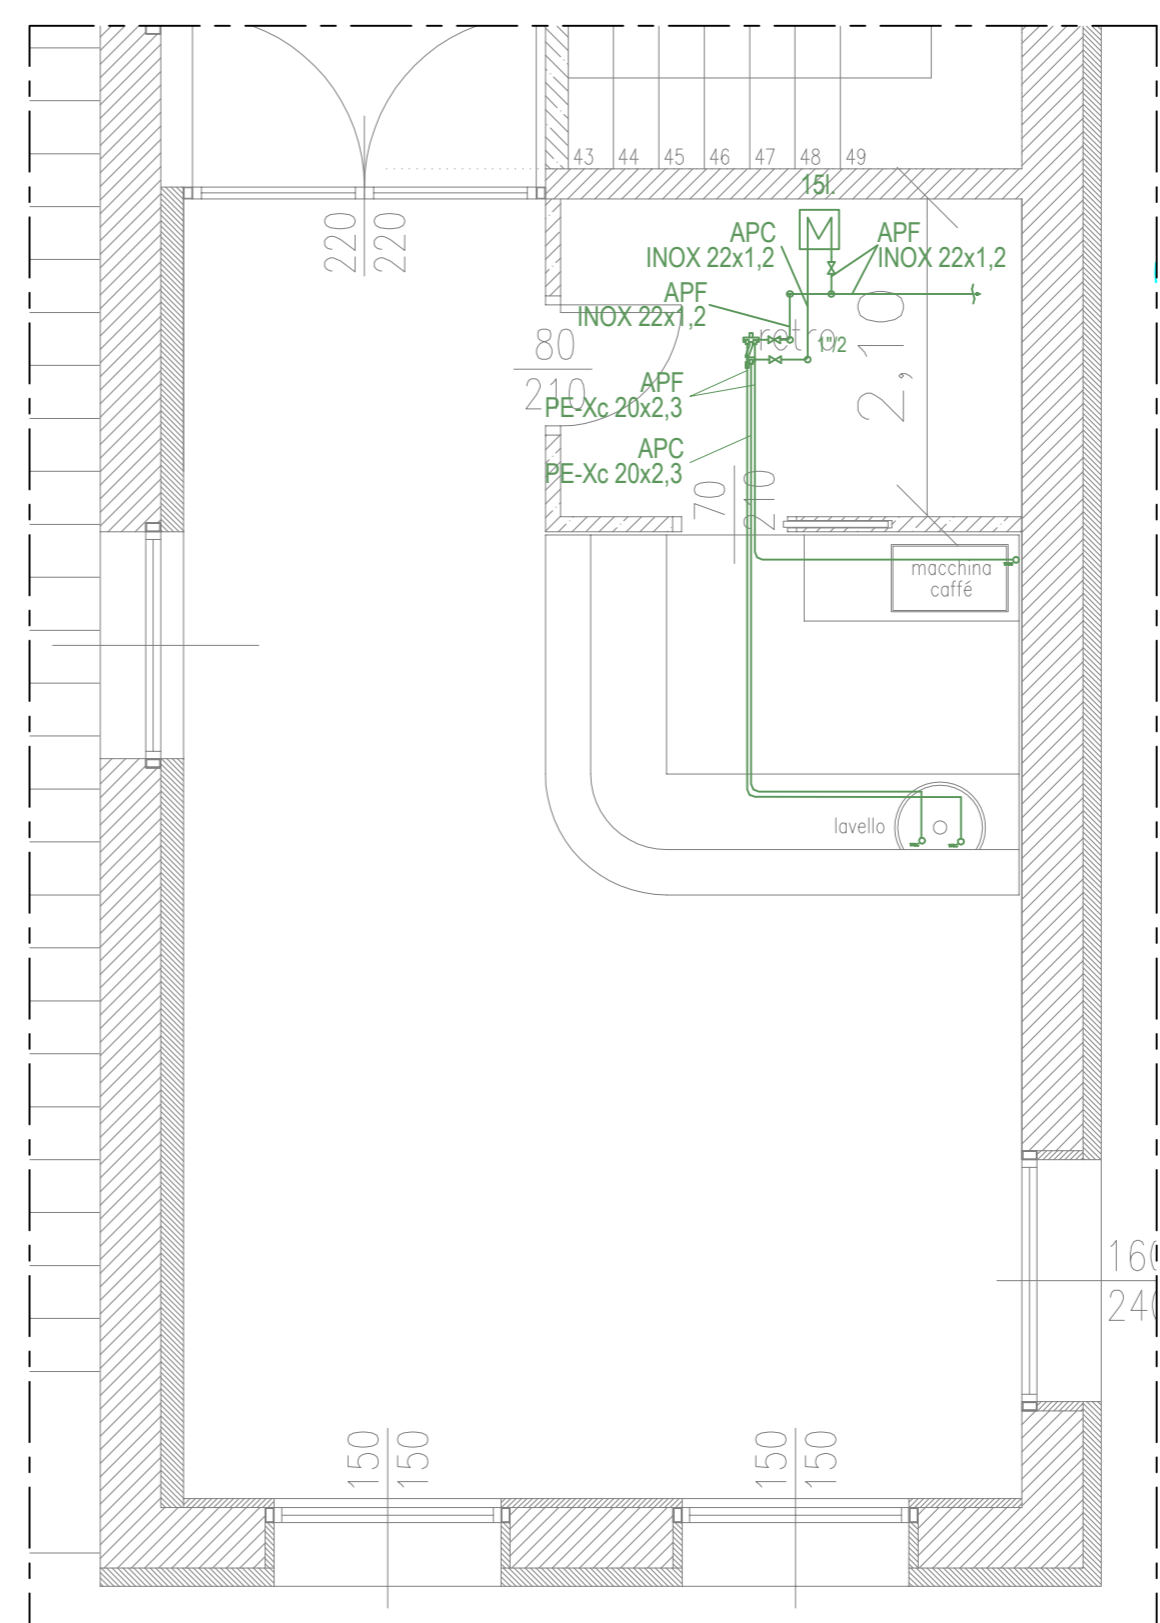 43 44 45 46 47 48 49
15l.
220
220
APC
INOX 22x1,2
APF
INOX 22x1,2
APF
INOX 22x1,2
retro
1"/2
2,10
80
210
APF
PE-Xc 20x2,3
APC
PE-Xc 20x2,3
70
210
macchina
caffé
lavello
160
240
150
150
150
150